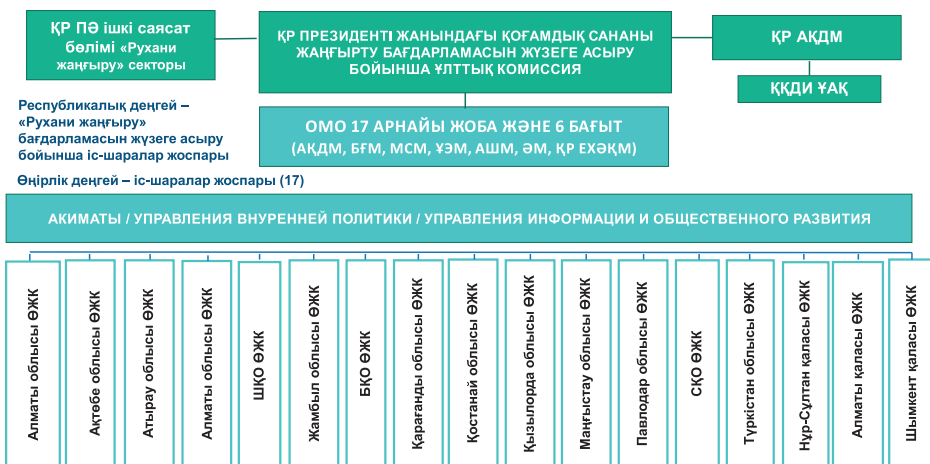 ҚР ПӘ ішкі саясат
бөлімі «Рухани
жаңғыру» секторы
ҚР ПРЕЗИДЕНТІ ЖАНЫНДАҒЫ ҚОҒАМДЫҚ САНАНЫ
ЖАҢҒЫРТУ БАҒДАРЛАМАСЫН ЖҮЗЕГЕ АСЫРУ
БОЙЫНША ҰЛТТЫҚ КОМИССИЯ
ҚР АҚДМ
ҚҚДИ ҰАҚ
Республикалық деңгей –
«Рухани жаңғыру»
бағдарламасын жүзеге асыру
бойынша іс-шаралар жоспары
ОМО 17 АРНАЙЫ ЖОБА ЖӘНЕ 6 БАҒЫТ
(АҚДМ, БҒМ, МСМ, ҰЭМ, АШМ, ӘМ, ҚР ЕХӘҚМ)
Өңірлік деңгей – іс-шаралар жоспары (17)
АКИМАТЫ / УПРАВЛЕНИЯ ВНУРЕННЕЙ ПОЛИТИКИ / УПРАВЛЕНИЯ ИНФОРМАЦИИ И ОБЩЕСТВЕННОГО РАЗВИТИЯ
Алматы облысы ӨЖК
Ақтөбе облысы ӨЖК
Атырау облысы ӨЖК
Алматы облысы ӨЖК
ШҚО ӨЖК
Жамбыл облысы ӨЖК
БҚО ӨЖК
Қарағанды облысы ӨЖК
Қостанай облысы ӨЖК
Қызылорда облысы ӨЖК
Маңғыстау облысы ӨЖК
Павлодар облысы ӨЖК
СҚО ӨЖК
Түркістан облысы ӨЖК
Нұр-Сұлтан қаласы ӨЖК
Алматы қаласы ӨЖК
Шымкент қаласы ӨЖК